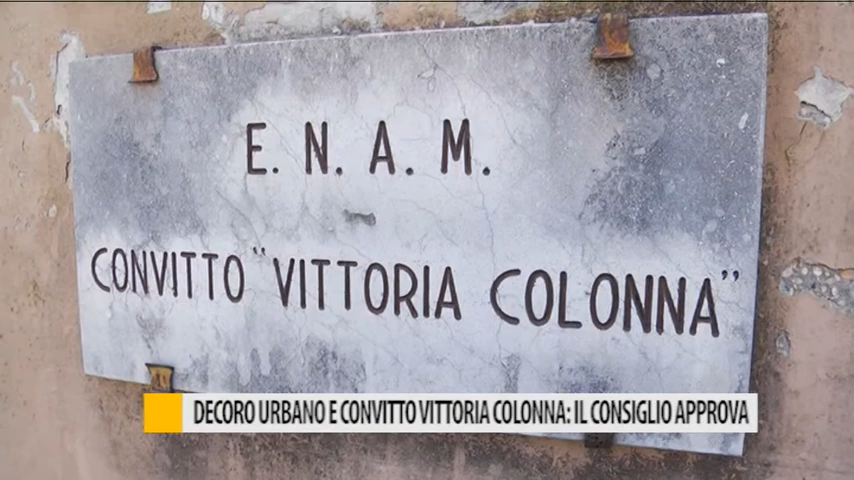 E. N. A. M.
CONVITTO "VITTORIA COLONNA"
DECORO URBANO E CONVITTO VITTORIA COLONNA: IL CONSIGLIO APPROVA